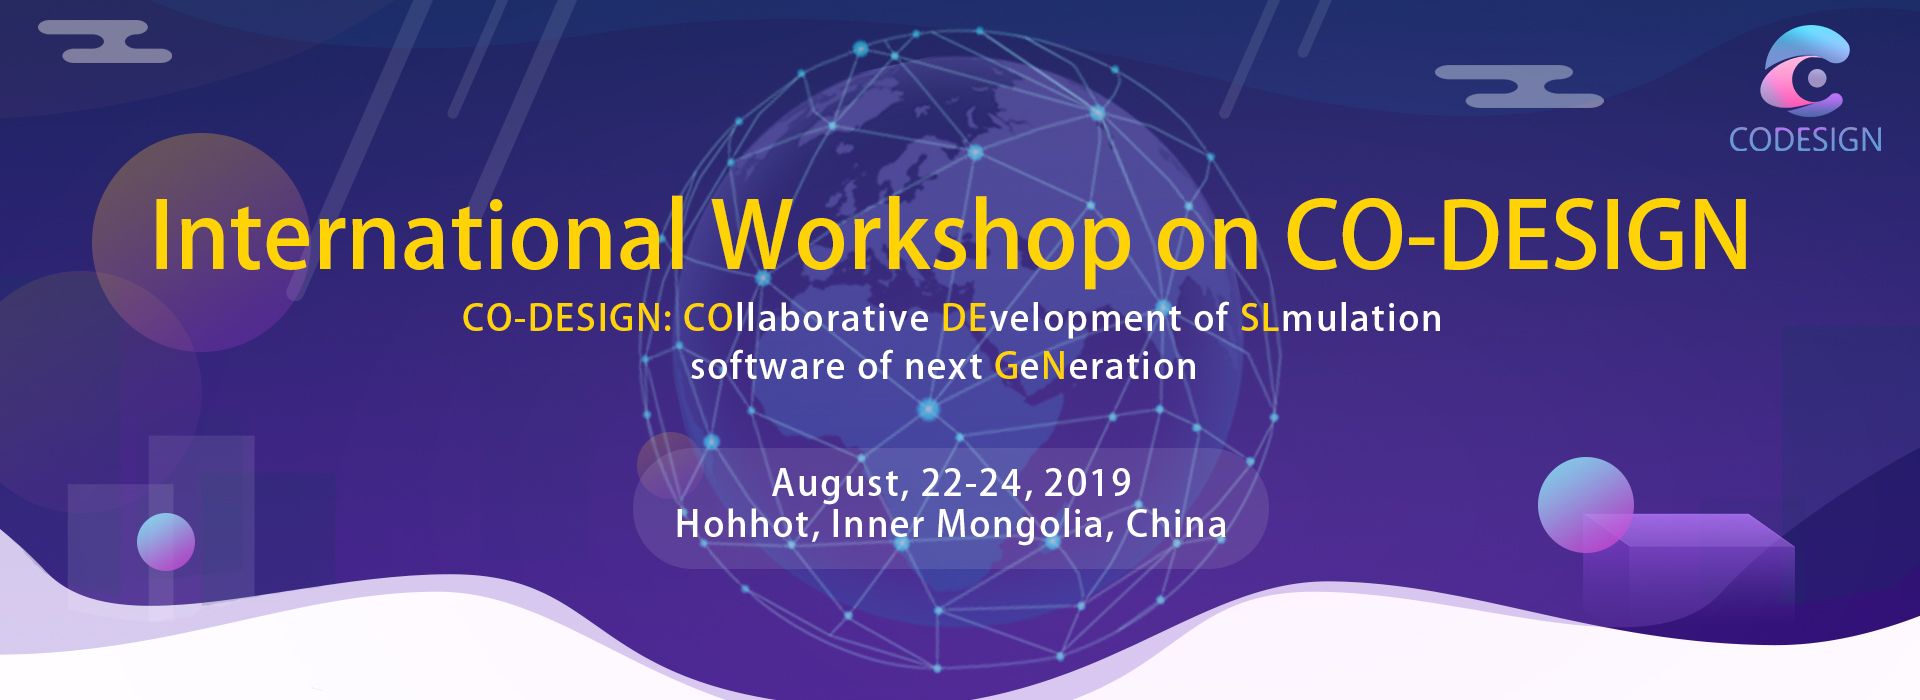 CODESIGN
International Workshop on CO-DESIGN
CO-DESIGN: COllaborative DEvelopment of SLmulation
software of next GeNeration
August, 22-24, 2019
Hohhot, Inner Mongolia, China